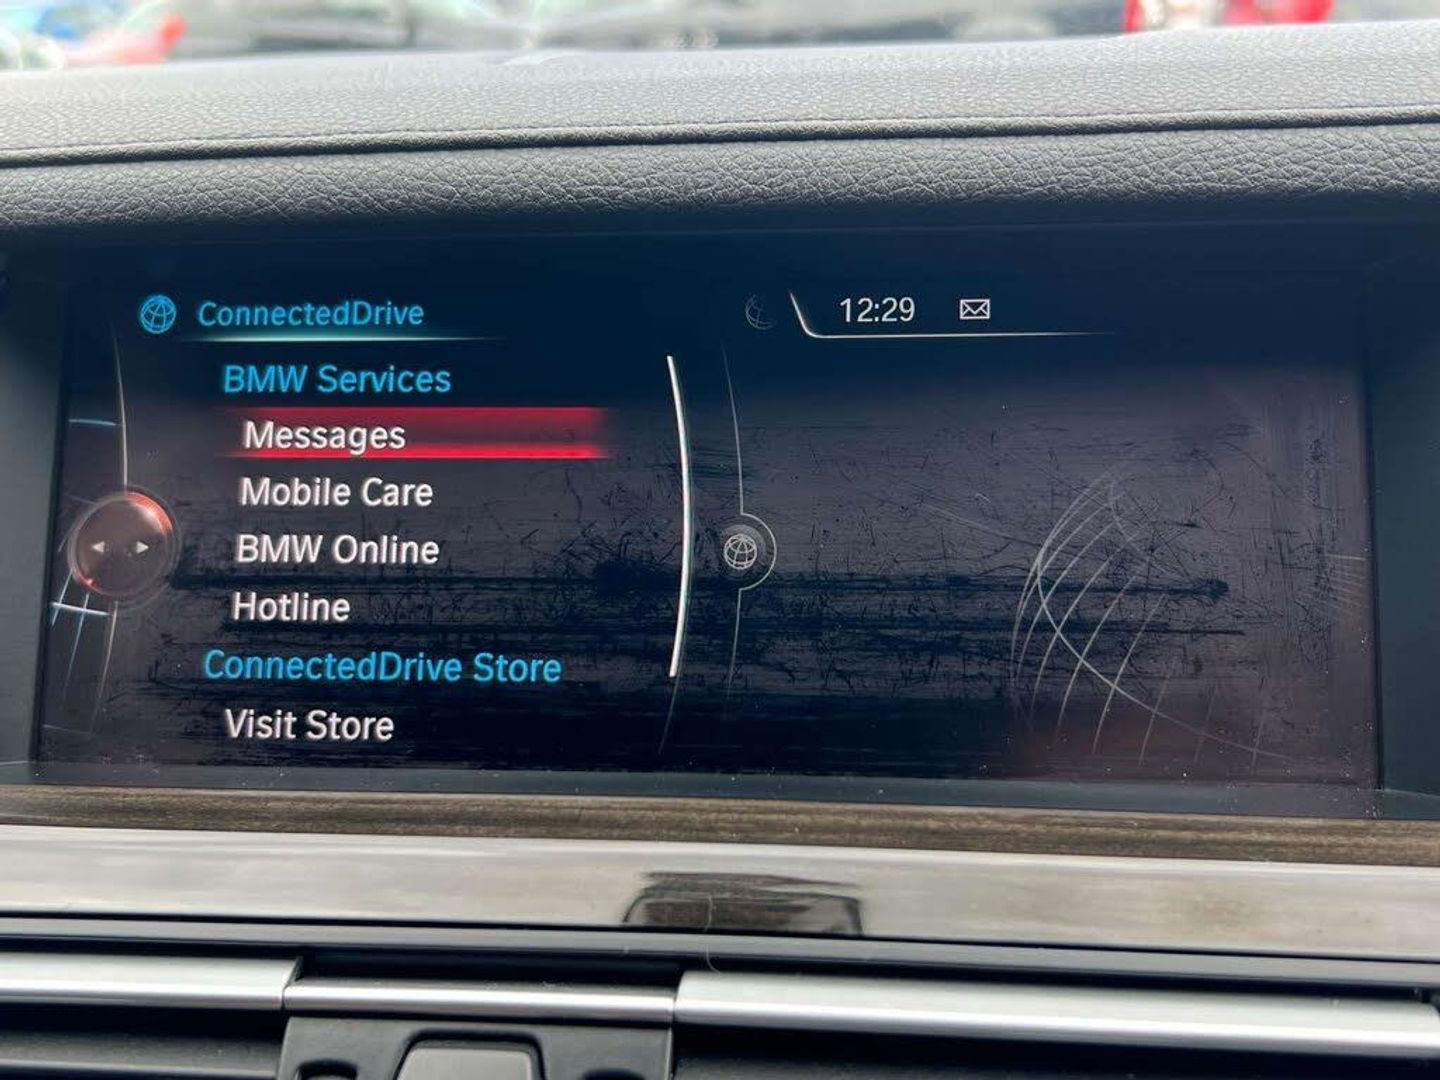 ConnectedDrive
12:29
BMW Services
Messages
Mobile Care
BMW Online
Hotline
ConnectedDrive Store
Visit Store